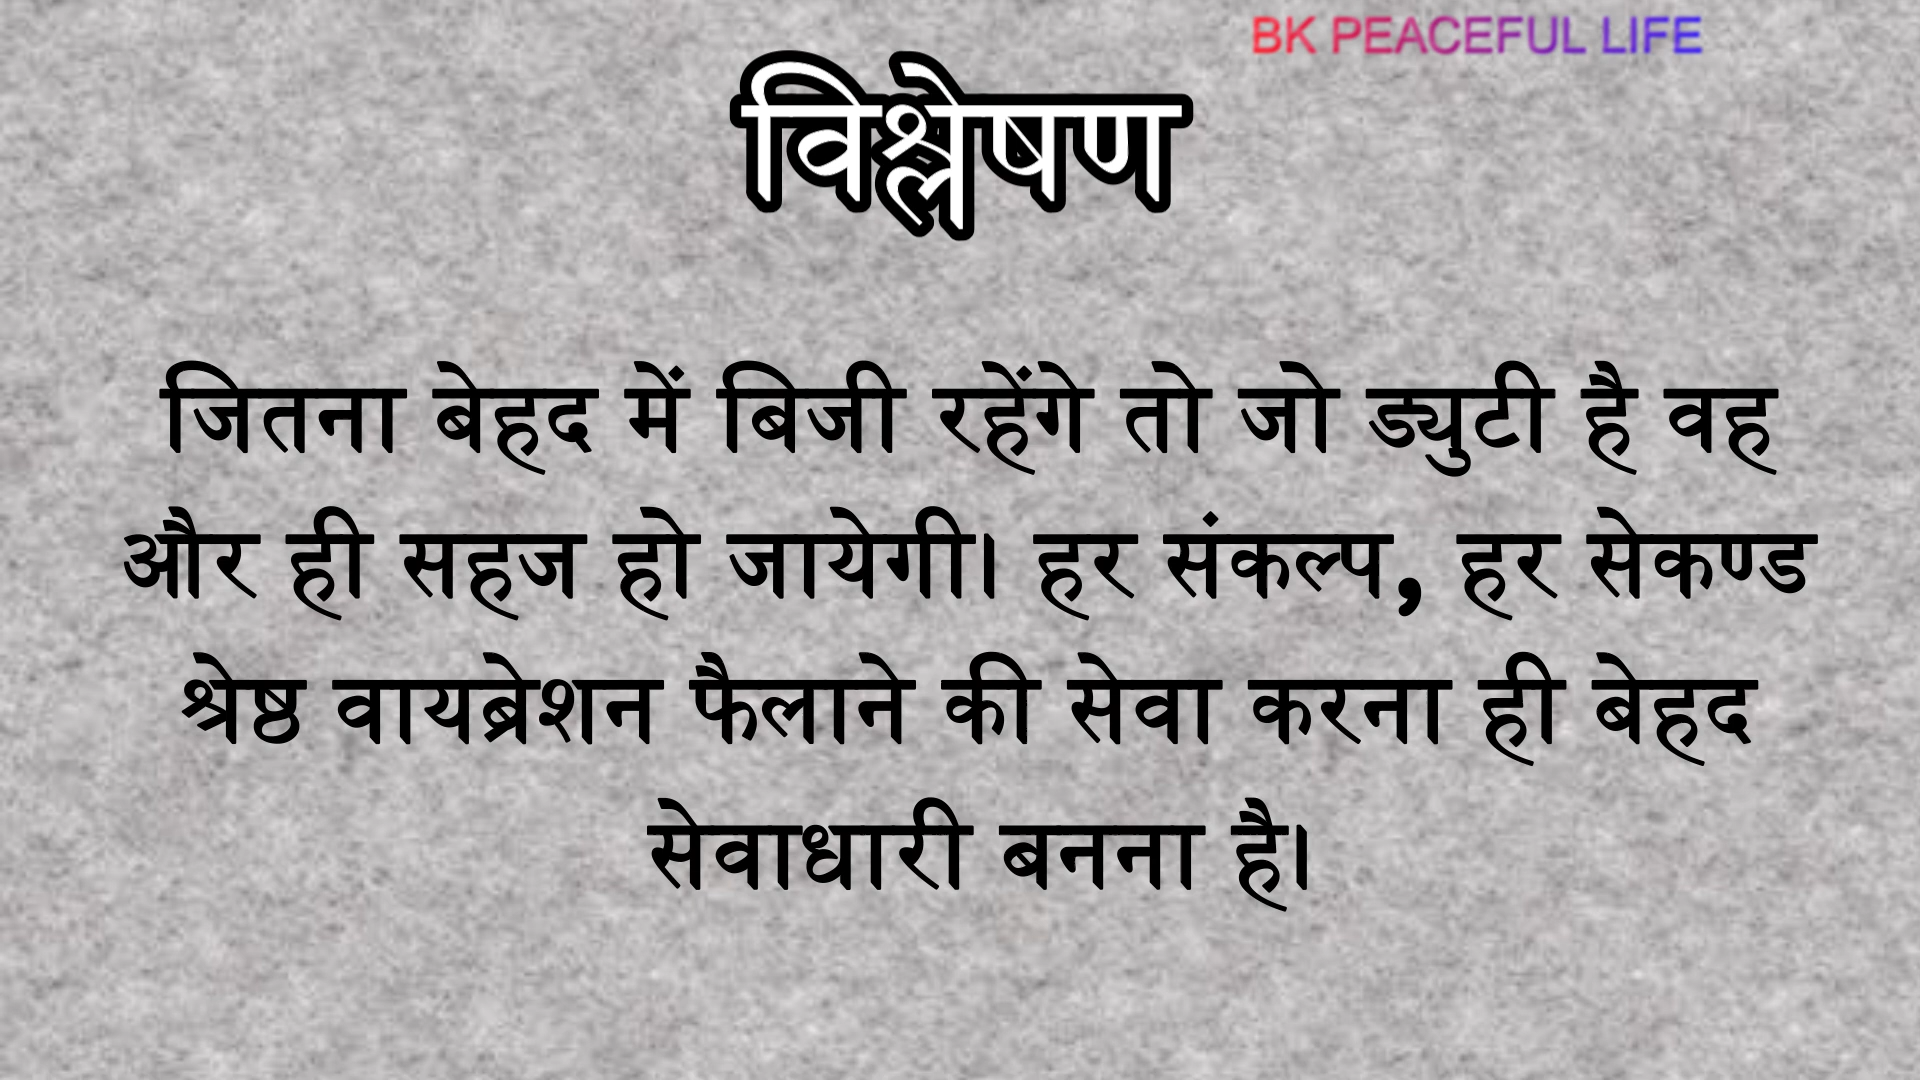 BK PEACEFUL LIFE
विश्लेषण
जितना बेहद में बिजी रहेंगे तो जो ड्युटी है वह
और ही सहज हो जायेगी। हर संकल्प, हर सेकण्ड
श्रेष्ठ वायब्रेशन फैलाने की सेवा करना ही बेहद
सेवाधारी बनना है।